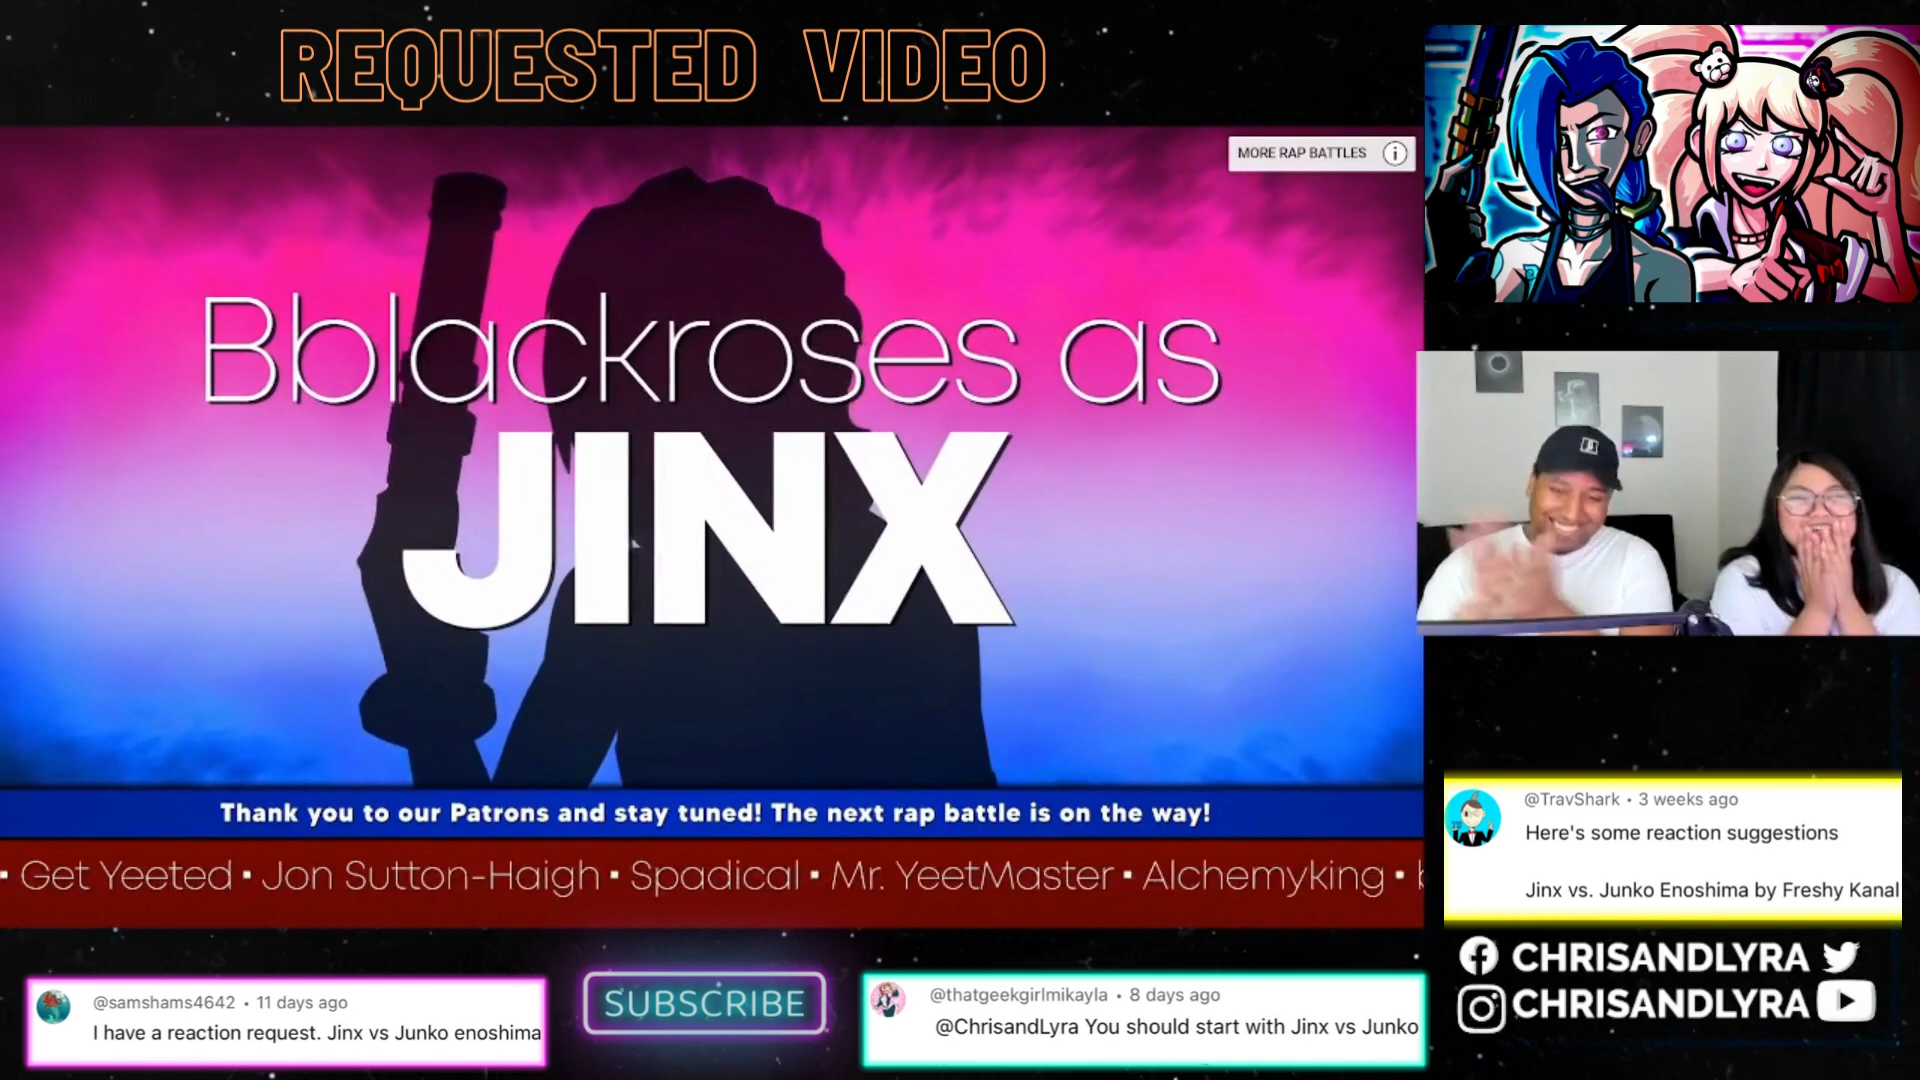 REQUESTED VIDEO
MORE RAP BATTLES
Bblackroses as
JINX
Thank you to our Patrons and stay tuned! The next rap battle is on the way!
Get Yeeted • Jon Sutton-Haigh • Spadical • Mr. YeetMaster • Alchemyking •
@TravShark • 3 weeks ago
Here's some reaction suggestions
Jinx vs. Junko Enoshima by Freshy Kanal
CHRISANDLYRA
CHRISANDLYRA
@samshams4642 • 11 days ago
I have a reaction request. Jinx vs Junko enoshima
SUBSCRIBE
@thatgeekgirlmikayla • 8 days ago
@ChrisandLyra You should start with Jinx vs Junko